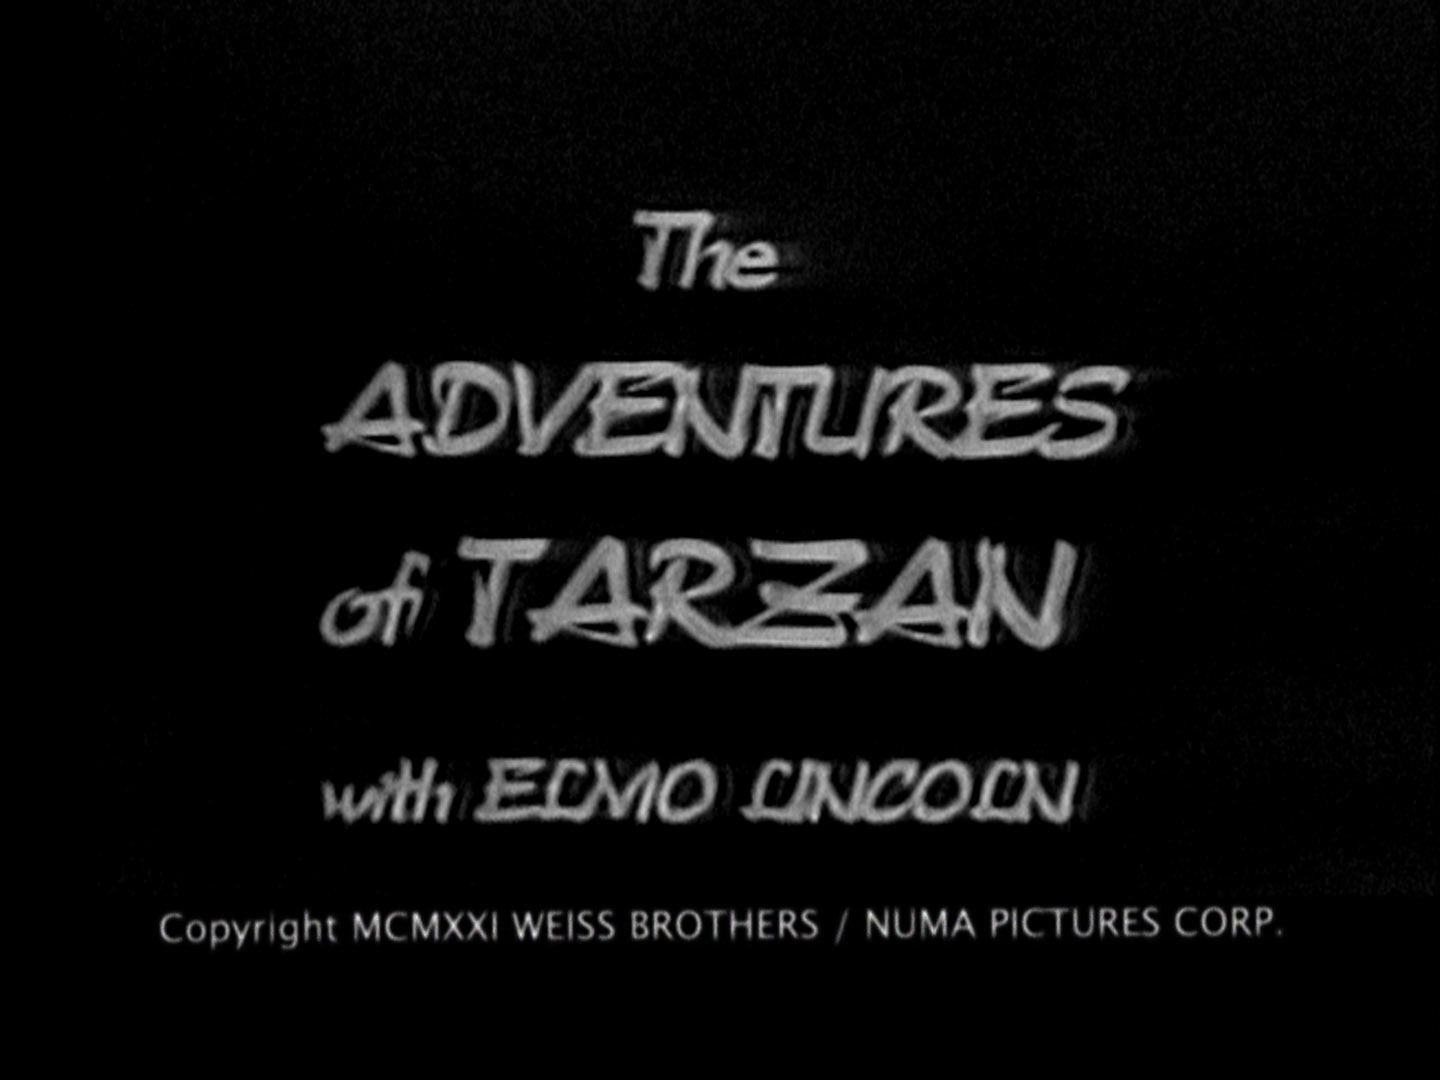 The
ADVENTURES
of TARZAN
with ELMO LINCOLN
Copyright MCMXXI WEISS BROTHERS / NUMA PICTURES CORP.